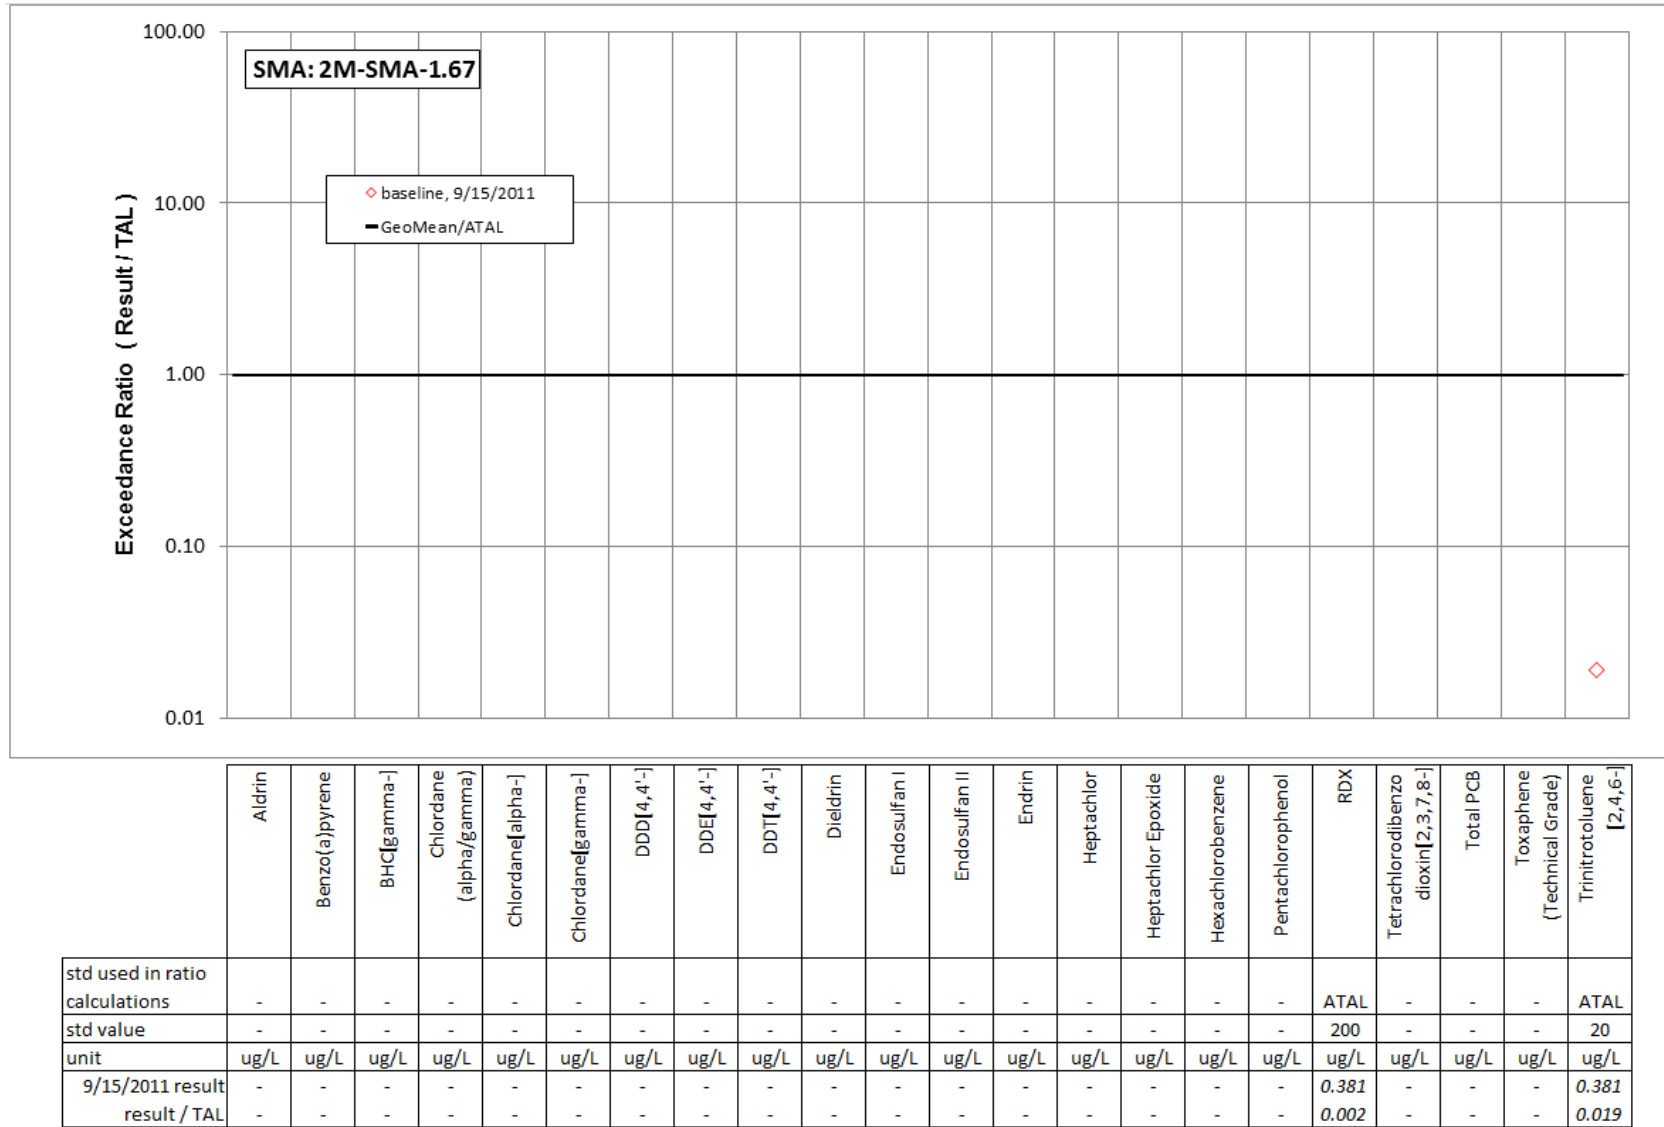 100.00
SMA: 2M-SMA-1.67
baseline, 9/15/2011
GeoMean/ATAL
10.00
1.00
0.10
0.01
Exceedance Ratio ( Result / TAL )
Aldrin
Benzo(a)pyrene
BHC[gamma-]
Chlordane
(alpha/gamma)
Chlordane[alpha-]
Chlordane[gamma-]
DDD[4,4'-]
DDE[4,4'-]
DDT[4,4'-]
Dieldrin
Endosulfan I
Endosulfan II
Endrin
Heptachlor
Heptachlor Epoxide
Hexachlorobenzene
Pentachlorophenol
RDX
Tetrachlorodibenzo
dioxin[2,3,7,8-]
Total PCB
Toxaphene
(Technical Grade)
Trinitrotoluene
[2,4,6-]
std used in ratio
calculations - - - - - - - - - - - - - - - - - ATAL - - - ATAL
std value - - - - - - - - - - - - - - - - - 200 - - - 20
unit ug/L ug/L ug/L ug/L ug/L ug/L ug/L ug/L ug/L ug/L ug/L ug/L ug/L ug/L ug/L ug/L ug/L ug/L ug/L ug/L ug/L ug/L
9/15/2011 result - - - - - - - - - - - - - - - - - 0.381 - - - 0.381
result / TAL - - - - - - - - - - - - - - - - - 0.002 - - - 0.019